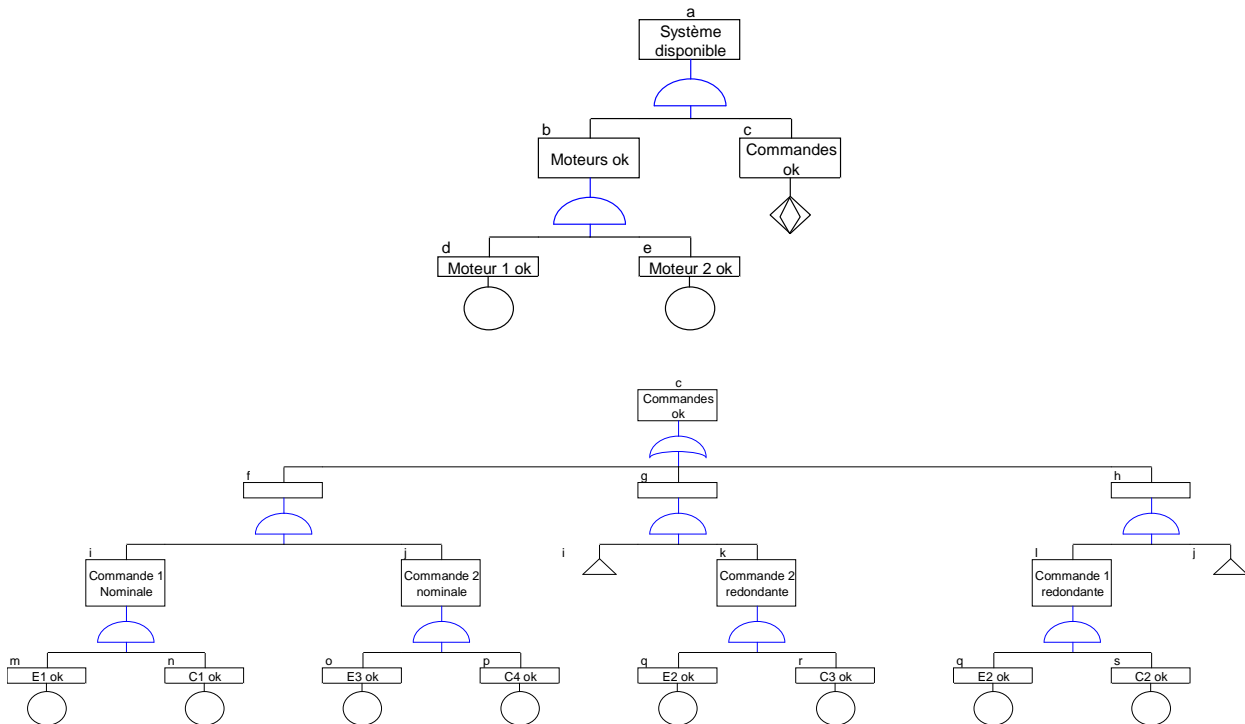 a
Système
disponible
b
c
Moteurs ok
Commandes
ok
d
e
Moteur 1 ok
Moteur 2 ok
c
Commandes
ok
f
g
h
i
j
i
k
l
j
Commande 1
Nominale
Commande 2
nominale
Commande 2
redondante
Commande 1
redondante
m
n
o
p
q
r
q
s
E1 ok
C1 ok
E3 ok
C4 ok
E2 ok
C3 ok
E2 ok
C2 ok